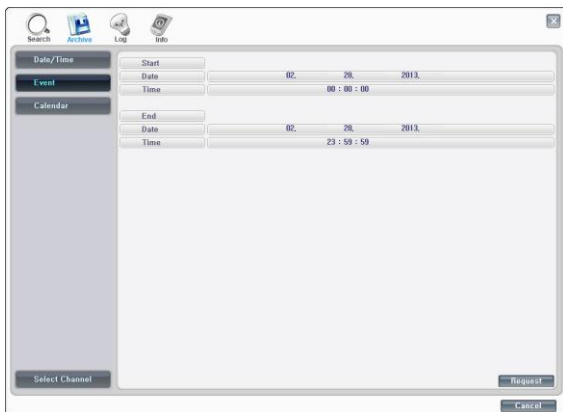 Search Archive Log Info
Date/Time
Event
Calendar
Start
Date 02. 28. 2013.
Time 00 : 00 : 00
End
Date 02. 28. 2013.
Time 23 : 59 : 59
Select Channel
Request
Cancel